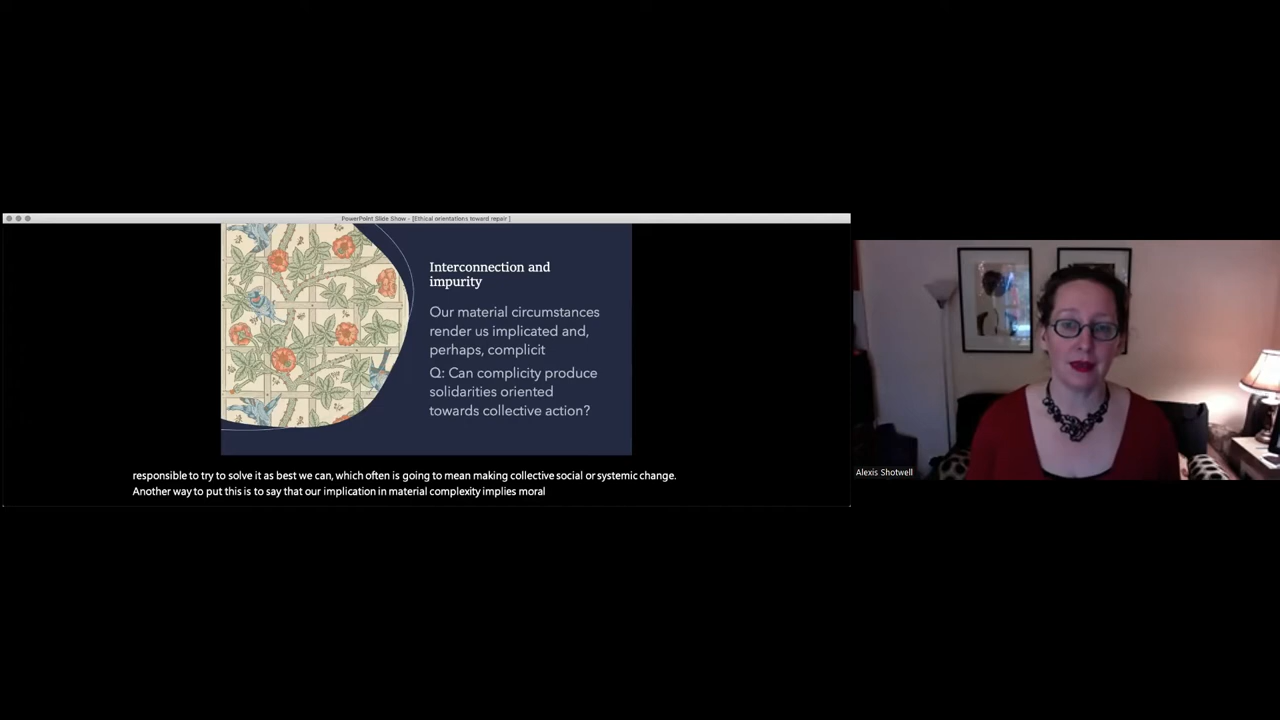 PowerPoint Slide Show - [Ethical orientations toward repair ]
Interconnection and
impurity
Our material circumstances
render us implicated and,
perhaps, complicit
Q: Can complicity produce
solidarities oriented
towards collective action?
responsible to try to solve it as best we can, which often is going to mean making collective social or systemic change.
Another way to put this is to say that our implication in material complexity implies moral
Alexis Shotwell